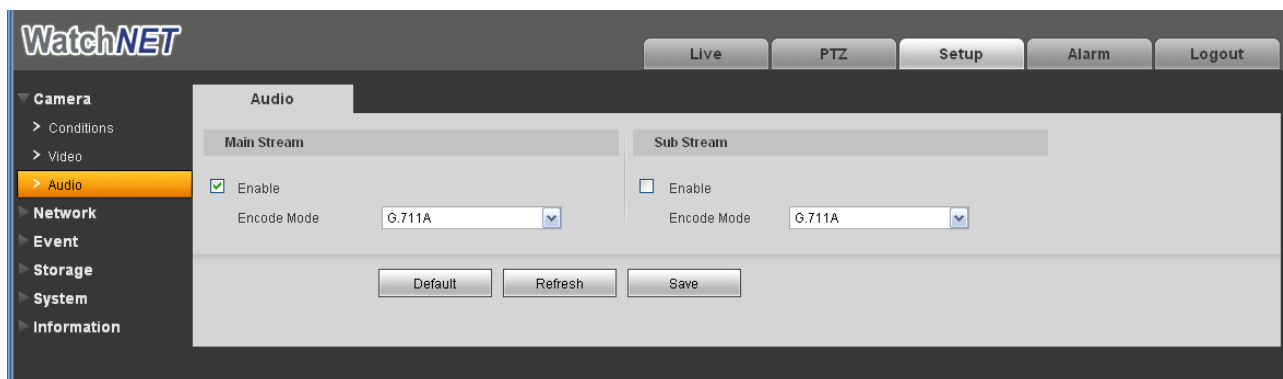 WatchNET
Live PTZ Setup Alarm Logout
Camera
> Conditions
> Video
> Audio
Network
Event
Storage
System
Information
Audio
Main Stream
Enable
Encode Mode G.711A
Sub Stream
Enable
Encode Mode G.711A
Default Refresh Save